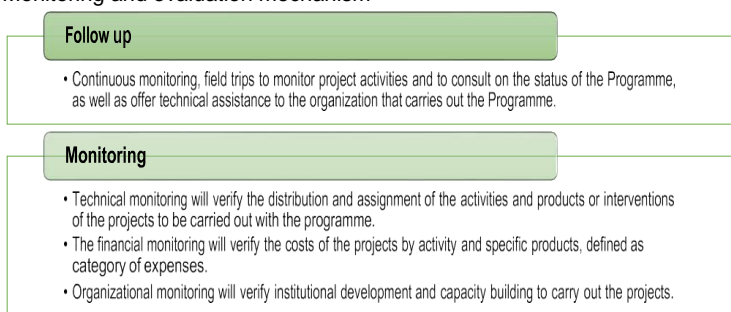 Monitoring and evaluation mechanism
Follow up
• Continuous monitoring, field trips to monitor project activities and to consult on the status of the Programme,
as well as offer technical assistance to the organization that carries out the Programme.
Monitoring
• Technical monitoring will verify the distribution and assignment of the activities and products or interventions
of the projects to be carried out with the programme.
• The financial monitoring will verify the costs of the projects by activity and specific products, defined as
category of expenses.
• Organizational monitoring will verify institutional development and capacity building to carry out the projects.